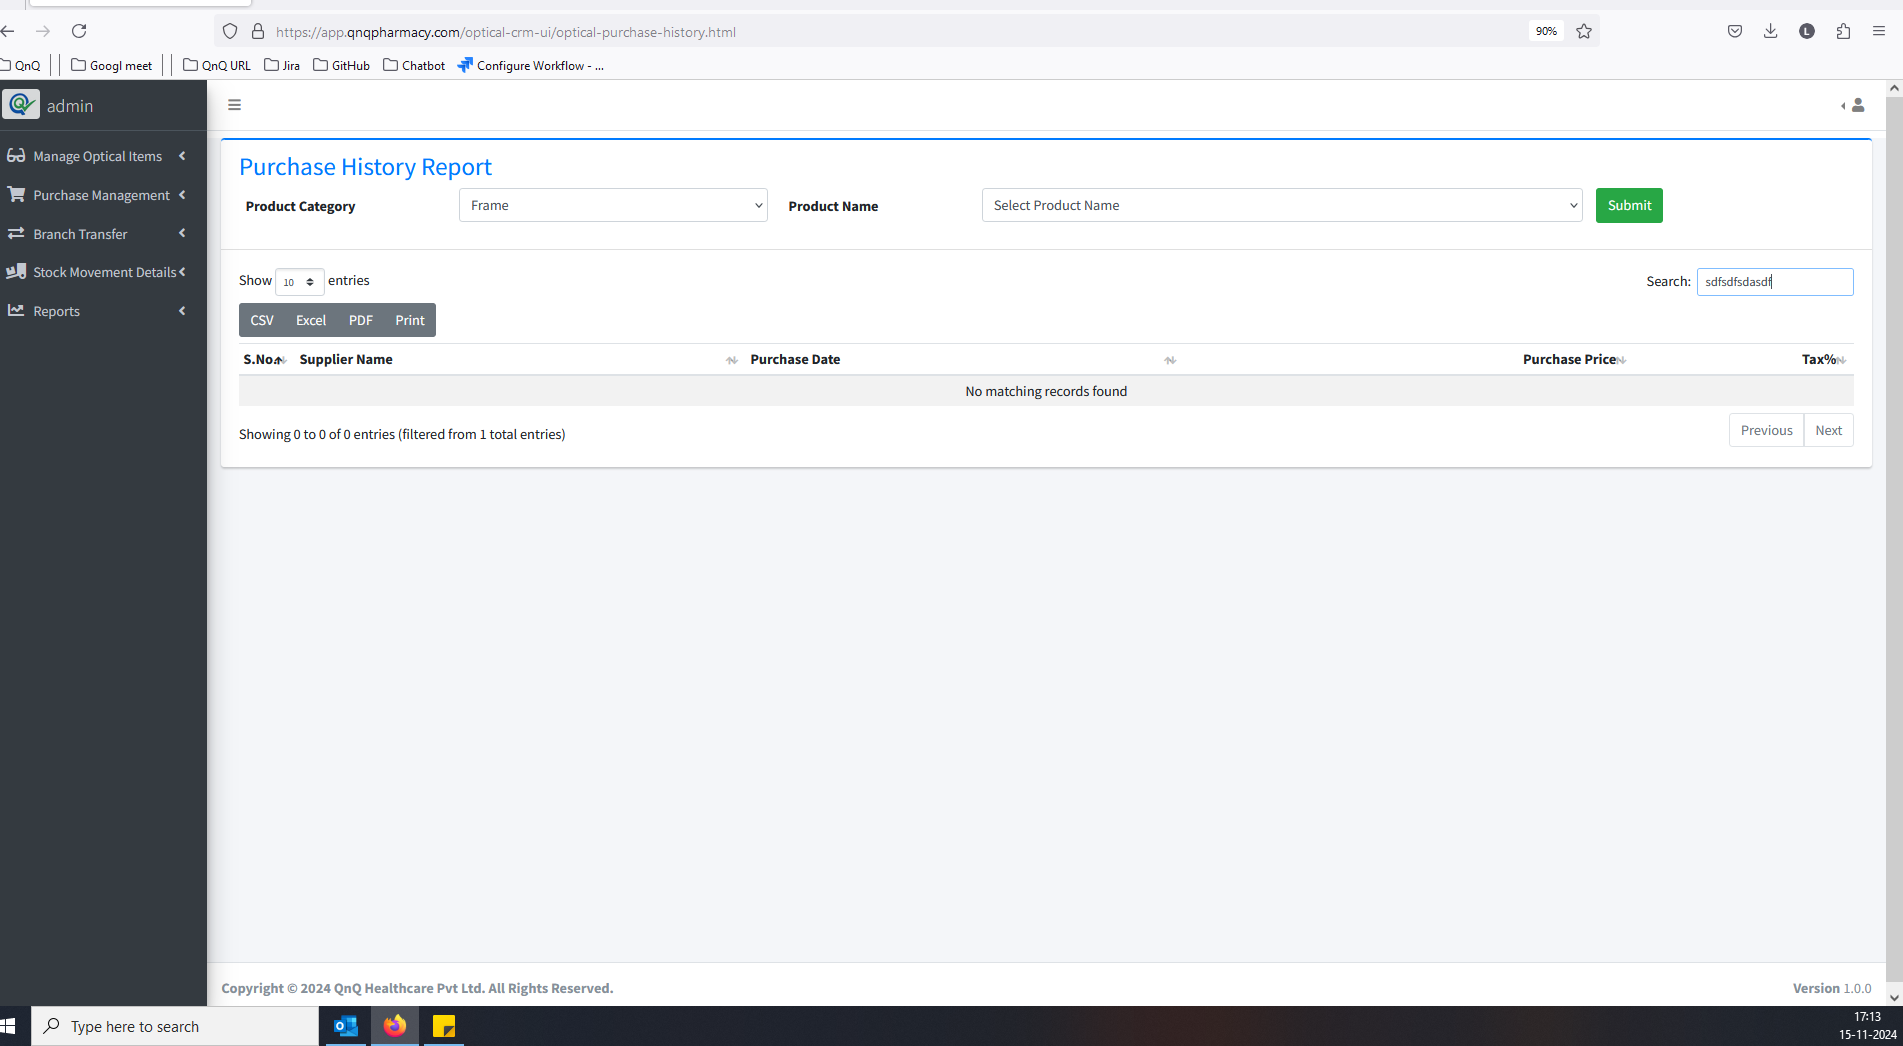 https://app.qnqpharmacy.com/optical-crm-ui/optical-purchase-history.html
90%
L
QnQ
Googl meet
QnQ URL
Jira
GitHub
Chatbot
Configure Workflow - ...
admin
Manage Optical Items
Purchase Management
Branch Transfer
Stock Movement Details
Reports
Purchase History Report
Product Category
Frame
Product Name
Select Product Name
Submit
Show 10 entries
Search: sdfsdfsdasdf
CSV Excel PDF Print
S.No. Supplier Name Purchase Date Purchase Price Tax%
No matching records found
Showing 0 to 0 of 0 entries (filtered from 1 total entries)
Previous Next
Copyright © 2024 QnQ Healthcare Pvt Ltd. All Rights Reserved.
Version 1.0.0
Type here to search
17:13
15-11-2024